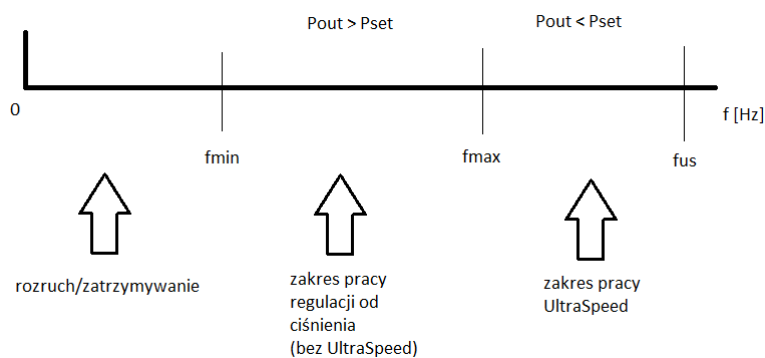 Pout > Pset
Pout < Pset
0
f [Hz]
fmin
fmax
fus
rozruch/zatrzymywanie
zakres pracy
regulacji od
ciśnienia
(bez UltraSpeed)
zakres pracy
UltraSpeed